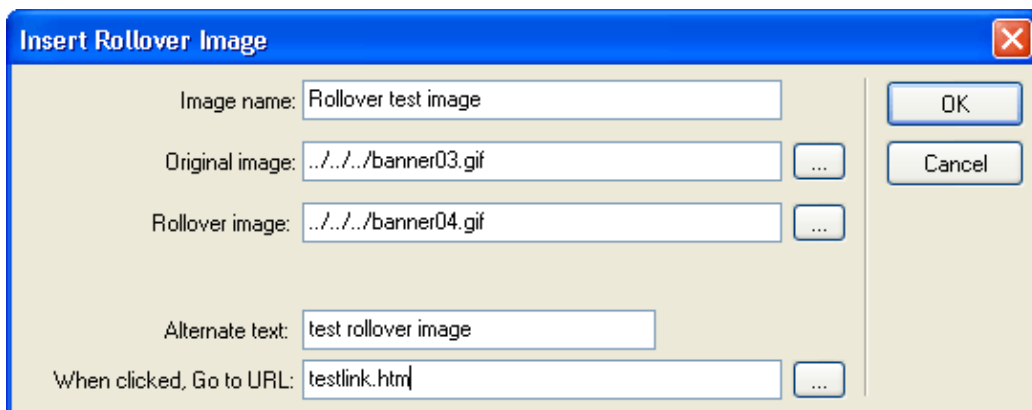 Insert Rollover Image
Image name: Rollover test image
OK
Original image: ../../../banner03.gif ...
Cancel
Rollover image: ../../../banner04.gif ...
Alternate text: test rollover image
When clicked, Go to URL: testlink.htm ...